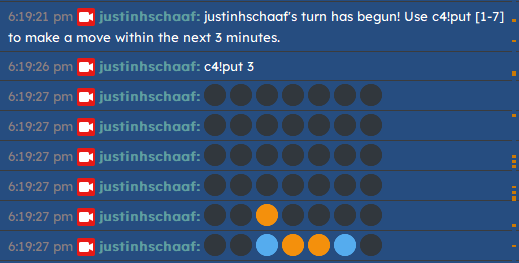 6:19:21 pm justinhschaaf: justinhschaaf's turn has begun! Use c4!put [1-7]
to make a move within the next 3 minutes.
6:19:26 pm justinhschaaf: c4!put 3
6:19:27 pm justinhschaaf:
6:19:27 pm justinhschaaf:
6:19:27 pm justinhschaaf:
6:19:27 pm justinhschaaf:
6:19:27 pm justinhschaaf:
6:19:27 pm justinhschaaf: